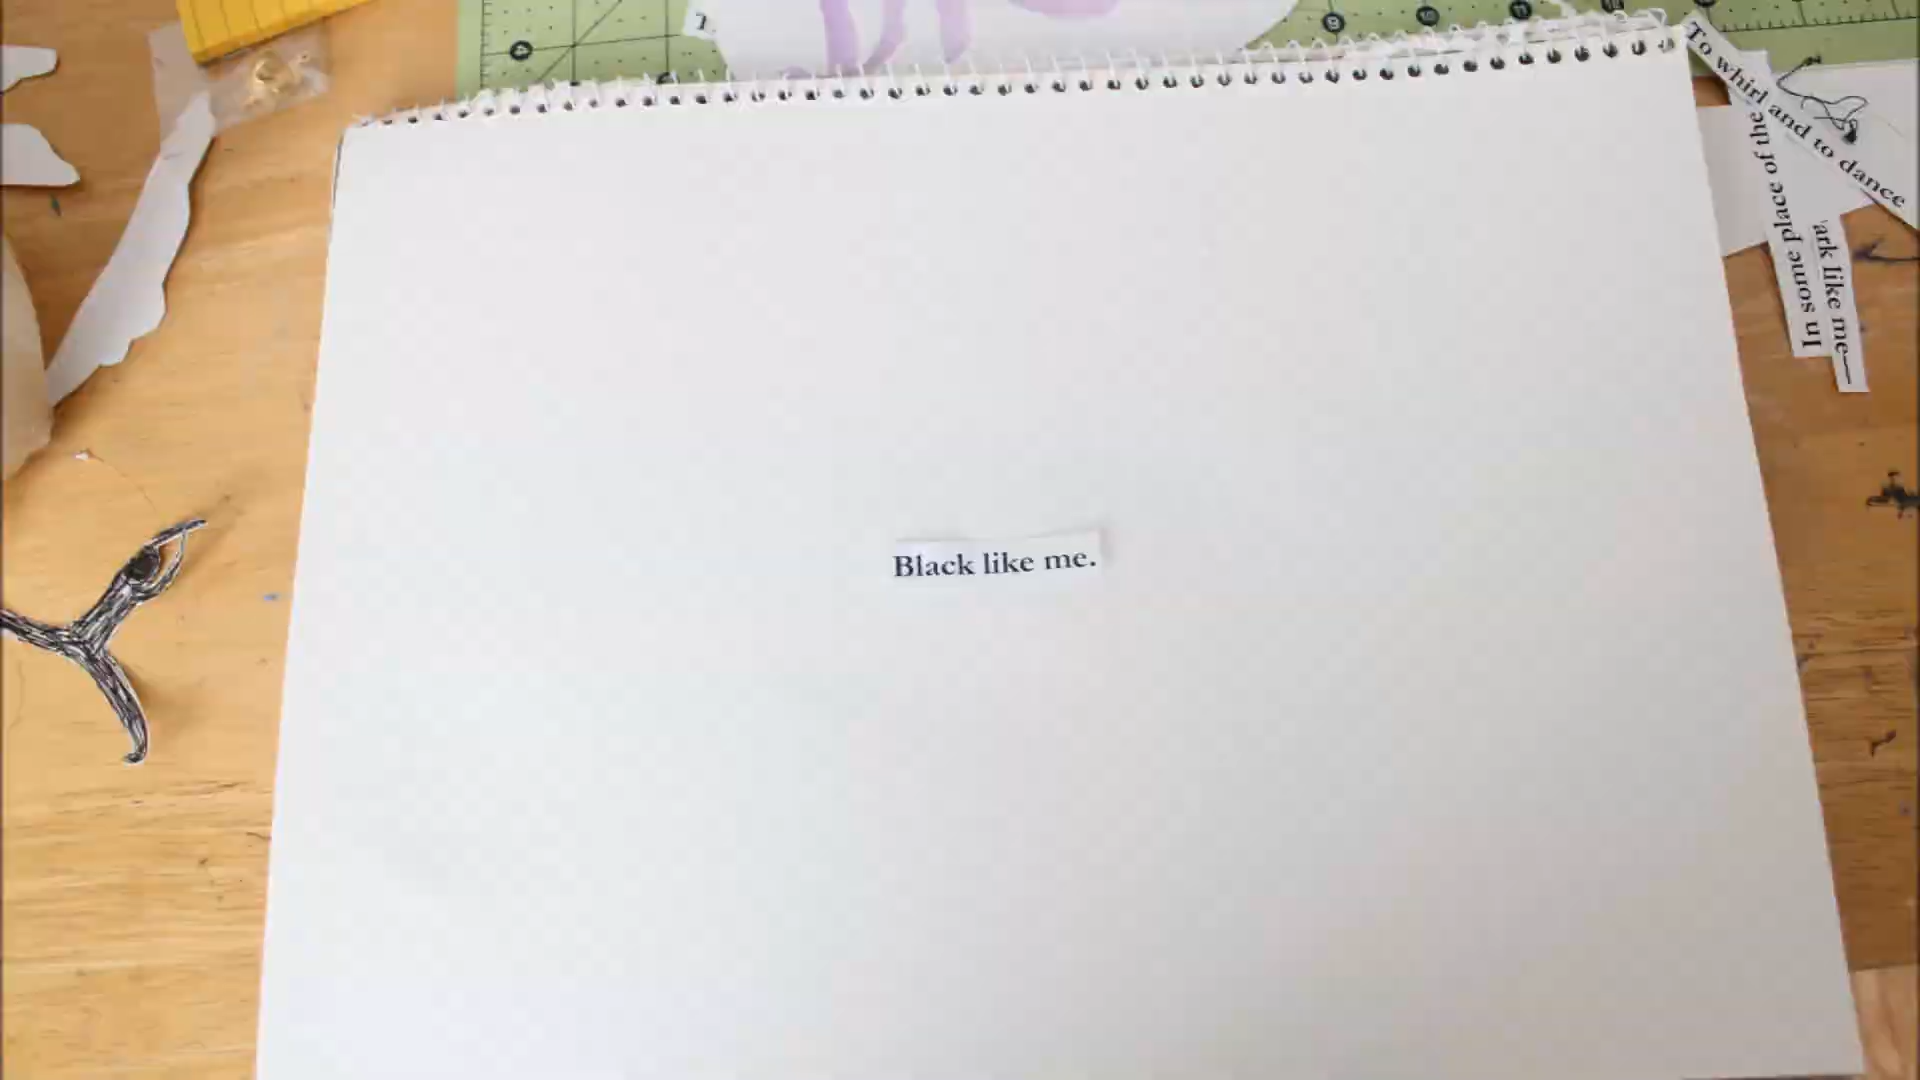 To whirl and to dance
In some place of the
ark like me—
Black like me.